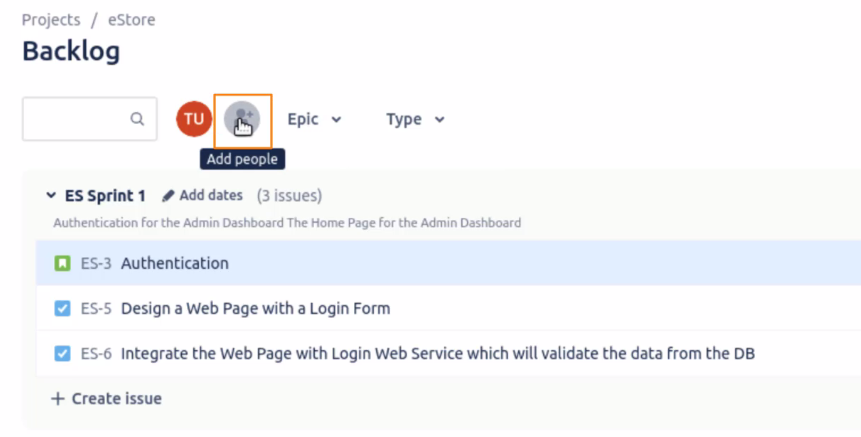 Projects / eStore
Backlog
TU Epic Type
Add people
ES Sprint 1 Add dates (3 issues)
Authentication for the Admin Dashboard The Home Page for the Admin Dashboard
ES-3 Authentication
ES-5 Design a Web Page with a Login Form
ES-6 Integrate the Web Page with Login Web Service which will validate the data from the DB
+ Create issue